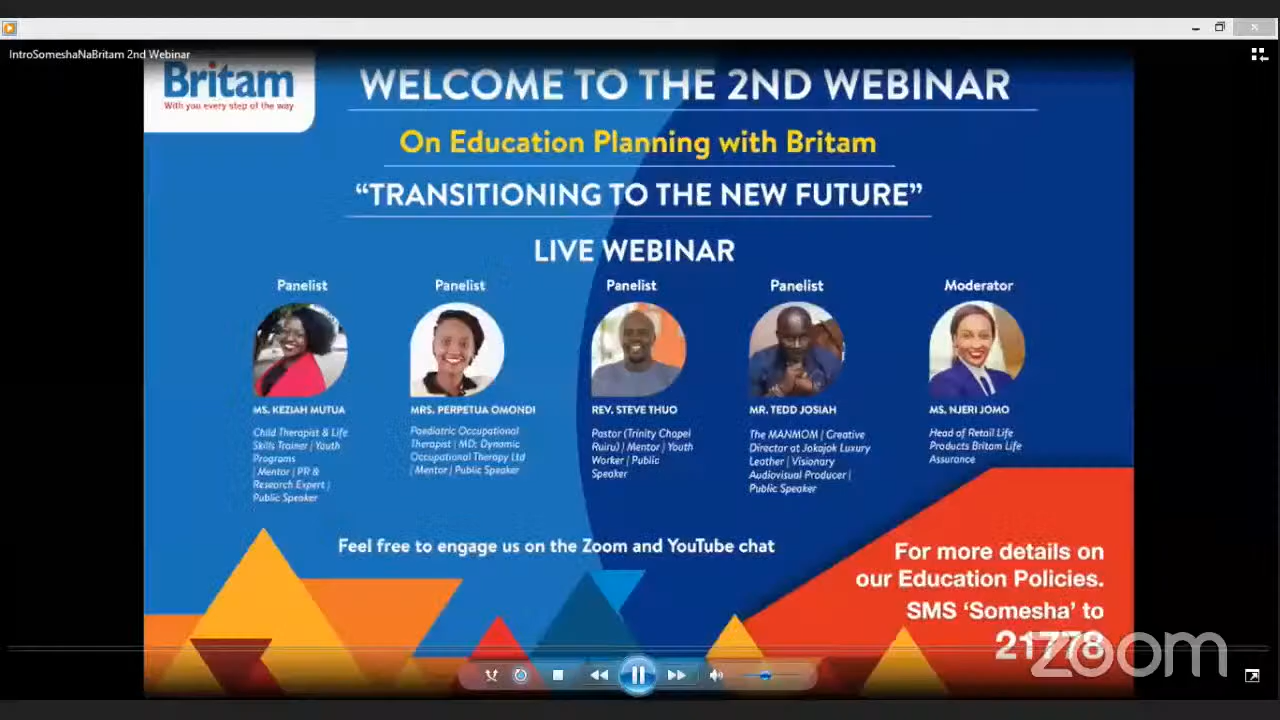 IntroSomeshaNaBritam 2nd Webinar
Britam
With you every step of the way
WELCOME TO THE 2ND WEBINAR
On Education Planning with Britam
“TRANSITIONING TO THE NEW FUTURE”
LIVE WEBINAR
Panelist
MS. KEZIAH MUTUA
Child Therapist & Life
Skills Trainer | Youth
Programs
| Mentor | PR &
Research Expert |
Public Speaker
Panelist
MRS. PERPETUA OMONDI
Paediatric Occupational
Therapist | MD: Dynamic
Occupational Therapy Ltd
| Mentor | Public Speaker
Panelist
REV. STEVE THUO
Pastor (Trinity Chapel
Ruiru) | Mentor | Youth
Worker | Public
Speaker
Panelist
MR. TEDD JOSIAH
The MANMOM | Creative
Director at Jokajok Luxury
Leather | Visionary
Audiovisual Producer |
Public Speaker
Moderator
MS. NJERI JOMO
Head of Retail Life
Products Britam Life
Assurance
Feel free to engage us on the Zoom and YouTube chat
For more details on
our Education Policies.
SMS ‘Somesha’ to
21778
zoom